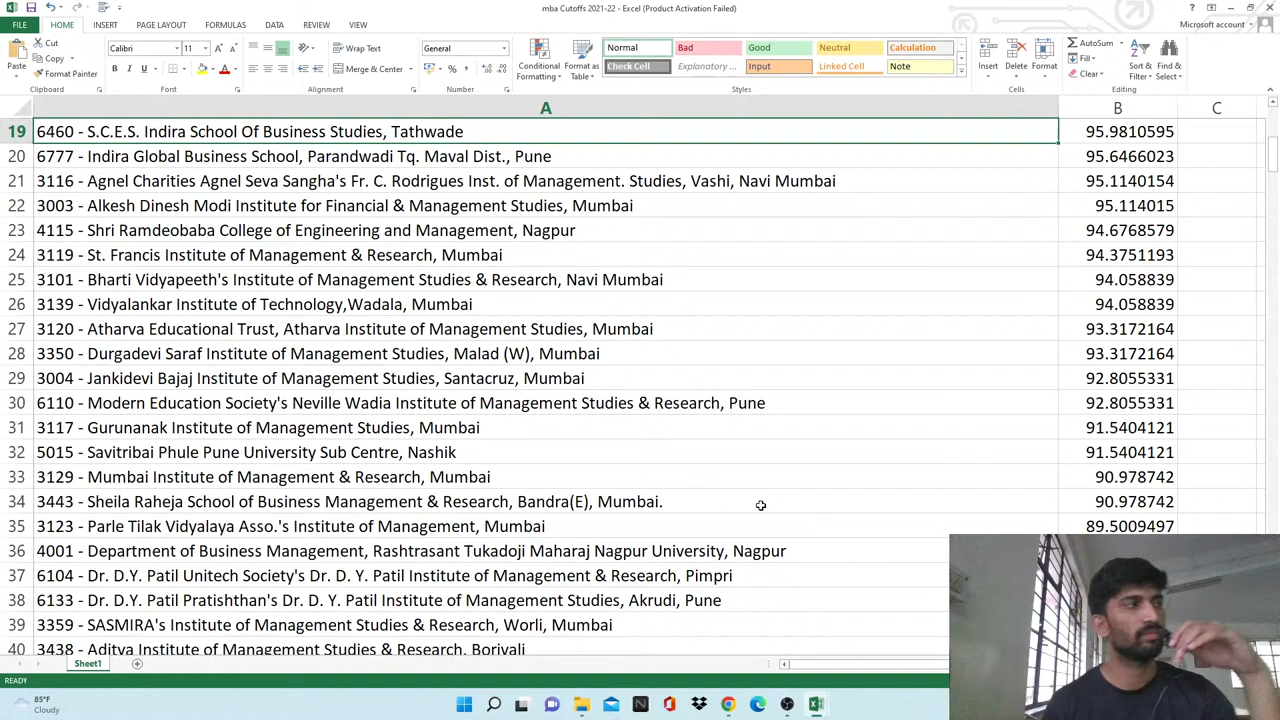 mba Cutoffs 2021-22 - Excel (Product Activation Failed)
FILE HOME INSERT PAGE LAYOUT FORMULAS DATA REVIEW VIEW Microsoft account
Cut
Copy
Format Painter
Paste
Clipboard
Calibri 11
B I U
Font
Wrap Text
Merge & Center
Alignment
General
Number
Conditional Formatting
Format as Table
Normal Bad Good Neutral Calculation
Check Cell Explanatory ... Input Linked Cell Note
Styles
Insert Delete Format
Cells
AutoSum
Fill
Clear
Sort & Filter
Find & Select
Editing
A B C
19 6460 - S.C.E.S. Indira School Of Business Studies, Tathwade 95.9810595
20 6777 - Indira Global Business School, Parandwadi Tq. Maval Dist., Pune 95.6466023
21 3116 - Agnel Charities Agnel Seva Sangha's Fr. C. Rodrigues Inst. of Management. Studies, Vashi, Navi Mumbai 95.1140154
22 3003 - Alkesh Dinesh Modi Institute for Financial & Management Studies, Mumbai 95.114015
23 4115 - Shri Ramdeobaba College of Engineering and Management, Nagpur 94.6768579
24 3119 - St. Francis Institute of Management & Research, Mumbai 94.3751193
25 3101 - Bharti Vidyapeeth's Institute of Management Studies & Research, Navi Mumbai 94.058839
26 3139 - Vidyalankar Institute of Technology,Wadala, Mumbai 94.058839
27 3120 - Atharva Educational Trust, Atharva Institute of Management Studies, Mumbai 93.3172164
28 3350 - Durgadevi Saraf Institute of Management Studies, Malad (W), Mumbai 93.3172164
29 3004 - Jankidevi Bajaj Institute of Management Studies, Santacruz, Mumbai 92.8055331
30 6110 - Modern Education Society's Neville Wadia Institute of Management Studies & Research, Pune 92.8055331
31 3117 - Gurunanak Institute of Management Studies, Mumbai 91.5404121
32 5015 - Savitribai Phule Pune University Sub Centre, Nashik 91.5404121
33 3129 - Mumbai Institute of Management & Research, Mumbai 90.978742
34 3443 - Sheila Raheja School of Business Management & Research, Bandra(E), Mumbai. 90.978742
35 3123 - Parle Tilak Vidyalaya Asso.'s Institute of Management, Mumbai 89.5009497
36 4001 - Department of Business Management, Rashtrasant Tukadoji Maharaj Nagpur University, Nagpur
37 6104 - Dr. D.Y. Patil Unitech Society's Dr. D. Y. Patil Institute of Management & Research, Pimpri
38 6133 - Dr. D.Y. Patil Pratishthan's Dr. D. Y. Patil Institute of Management Studies, Akrudi, Pune
39 3359 - SASMIRA's Institute of Management Studies & Research, Worli, Mumbai
40 3438 - Aditya Institute of Management Studies & Research, Borivali
Sheet1
READY
85°F
Cloudy